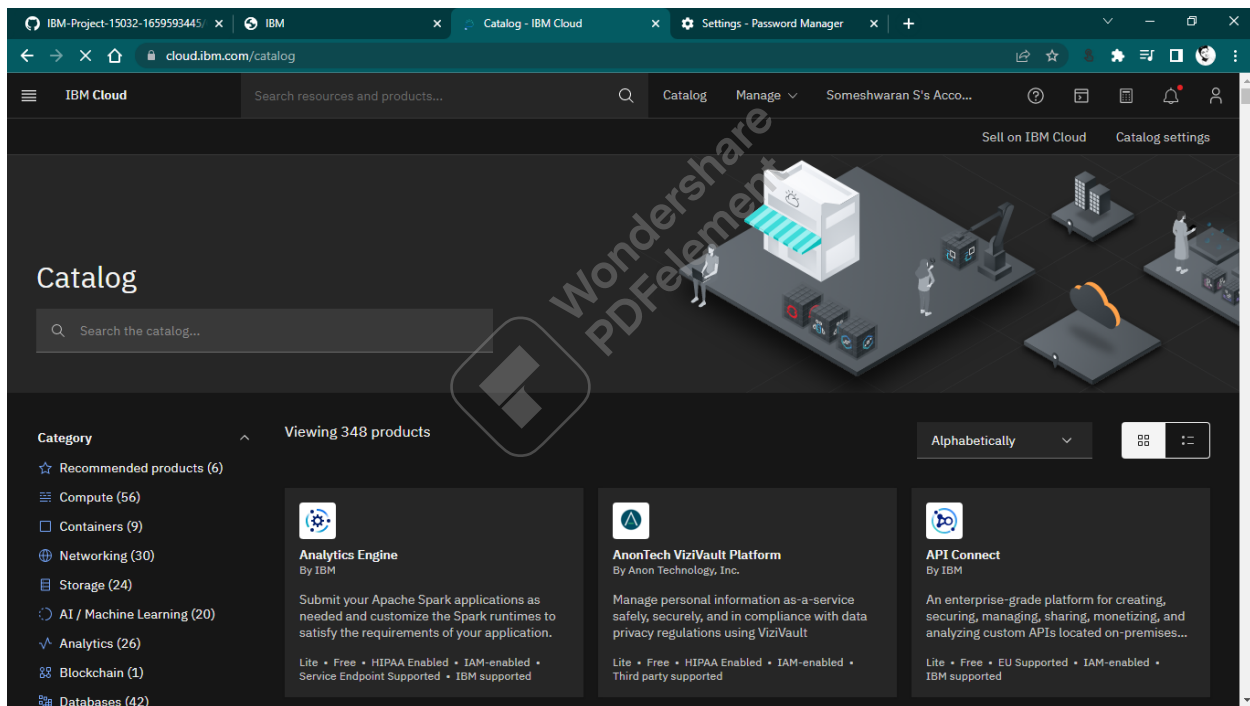 IBM-Project-15032-1659593445/
IBM
Catalog - IBM Cloud
Settings - Password Manager
cloud.ibm.com/catalog
IBM Cloud
Search resources and products...
Catalog
Manage
Someshwaran S's Acco...
Sell on IBM Cloud
Catalog settings
Wondershare
PDFelement
Catalog
Search the catalog...
Category
Recommended products (6)
Compute (56)
Containers (9)
Networking (30)
Storage (24)
AI / Machine Learning (20)
Analytics (26)
Blockchain (1)
Databases (42)
Viewing 348 products
Alphabetically
Analytics Engine
By IBM
Submit your Apache Spark applications as
needed and customize the Spark runtimes to
satisfy the requirements of your application.
Lite • Free • HIPAA Enabled • IAM-enabled •
Service Endpoint Supported • IBM supported
AnonTech ViziVault Platform
By Anon Technology, Inc.
Manage personal information as-a-service
safely, securely, and in compliance with data
privacy regulations using ViziVault
Lite • Free • HIPAA Enabled • IAM-enabled •
Third party supported
API Connect
By IBM
An enterprise-grade platform for creating,
securing, managing, sharing, monetizing, and
analyzing custom APIs located on-premises...
Lite • Free • EU Supported • IAM-enabled •
IBM supported